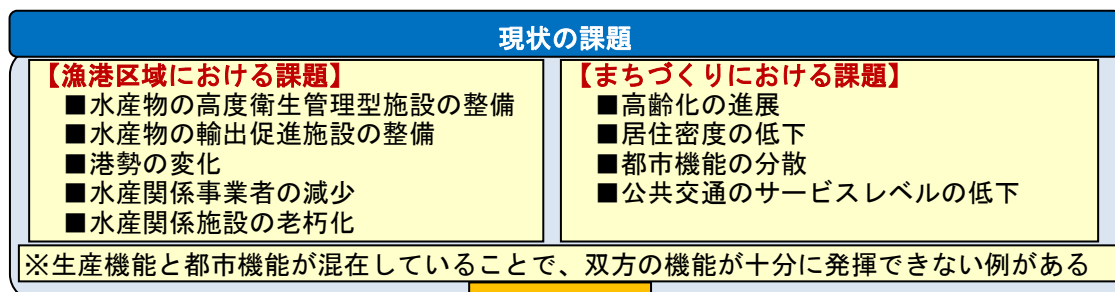 現状の課題
【漁港区域における課題】
■水産物の高度衛生管理型施設の整備
■水産物の輸出促進施設の整備
■港勢の変化
■水産関係事業者の減少
■水産関係施設の老朽化
【まちづくりにおける課題】
■高齢化の進展
■居住密度の低下
■都市機能の分散
■公共交通のサービスレベルの低下
※生産機能と都市機能が混在していることで、双方の機能が十分に発揮できない例がある